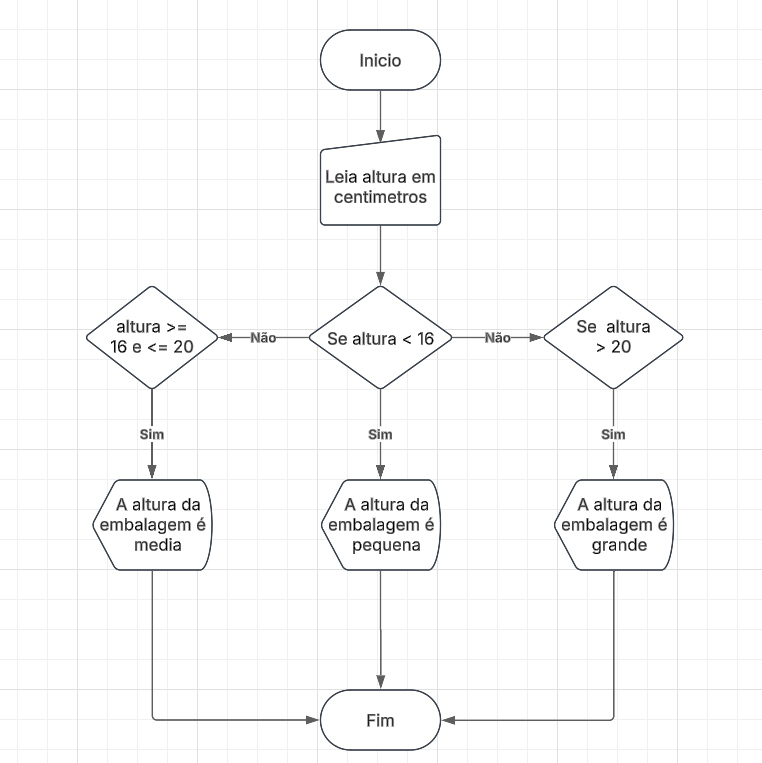 Inicio
Leia altura em
centimetros
altura >=
16 e <= 20
Não
Se altura < 16
Não
Se altura
> 20
Sim
Sim
Sim
A altura da
embalagem é
media
A altura da
embalagem é
pequena
A altura da
embalagem é
grande
Fim